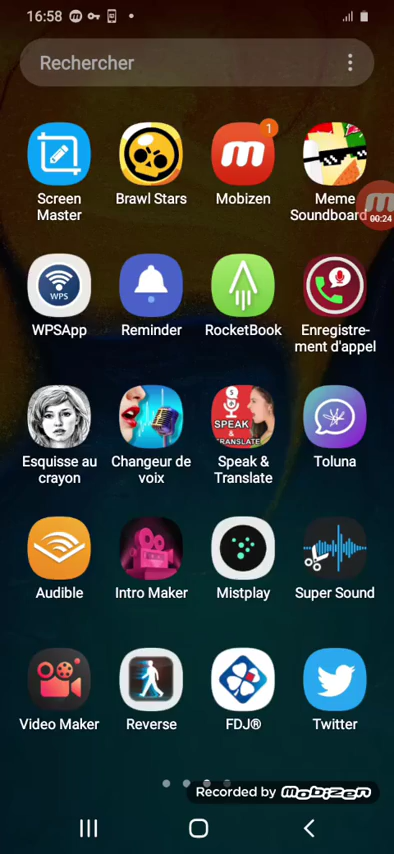 16:58
Rechercher
Screen Master
Brawl Stars
1
Mobizen
Meme Soundboard
00:24
WPS
WPSApp
Reminder
RocketBook
Enregistre-
ment d'appel
Esquisse au crayon
Changeur de voix
SPEAK &
TRANSLATE
Speak & Translate
Toluna
Audible
Intro Maker
Mistplay
Super Sound
Video Maker
Reverse
FDJ®
Twitter
Recorded by mobizen